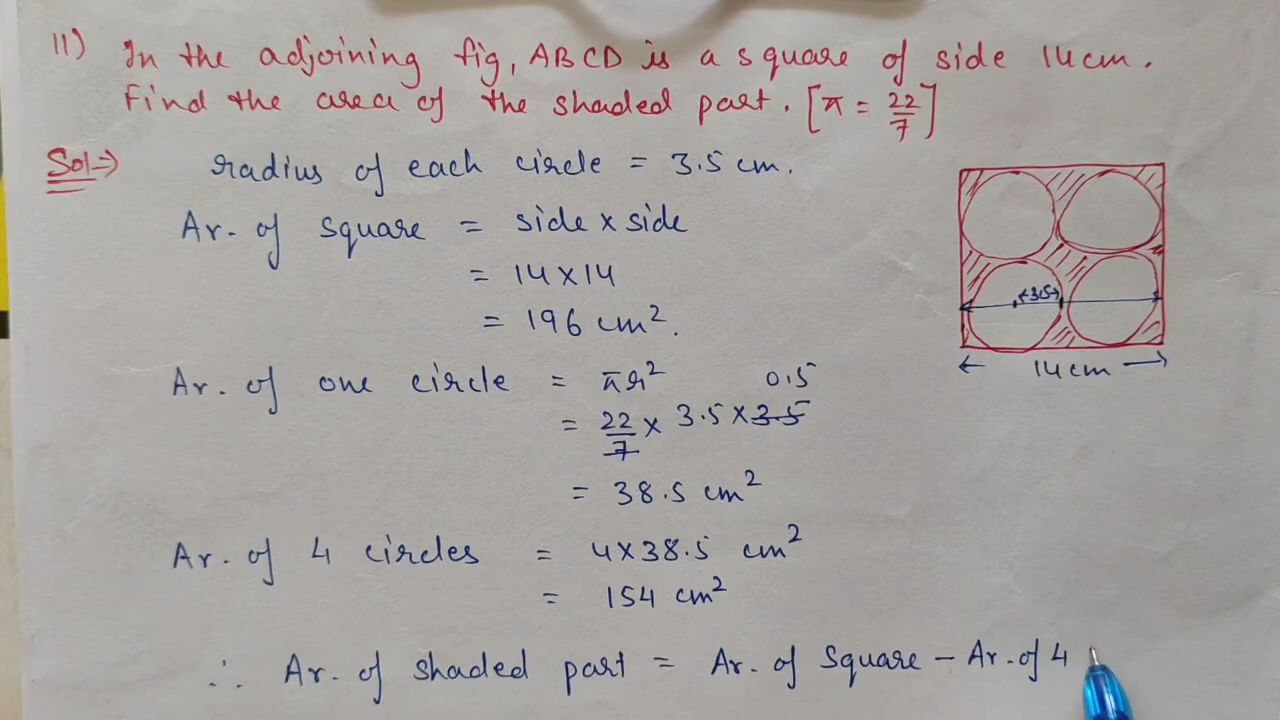 11) In the adjoining fig, ABCD is a square of side 14cm.
Find the area of the shaded part. [π = 22/7]
Sol→ radius of each circle = 3.5 cm.
Ar. of square = side x side
= 14 x 14
= 196 cm².
Ar. of one circle = πr²
0.5
= 22/7 x 3.5 x 3.5
= 38.5 cm²
Ar. of 4 circles = 4x38.5 cm²
= 154 cm²
∴ Ar. of shaded part = Ar. of Square - Ar. of 4
3.5
14cm